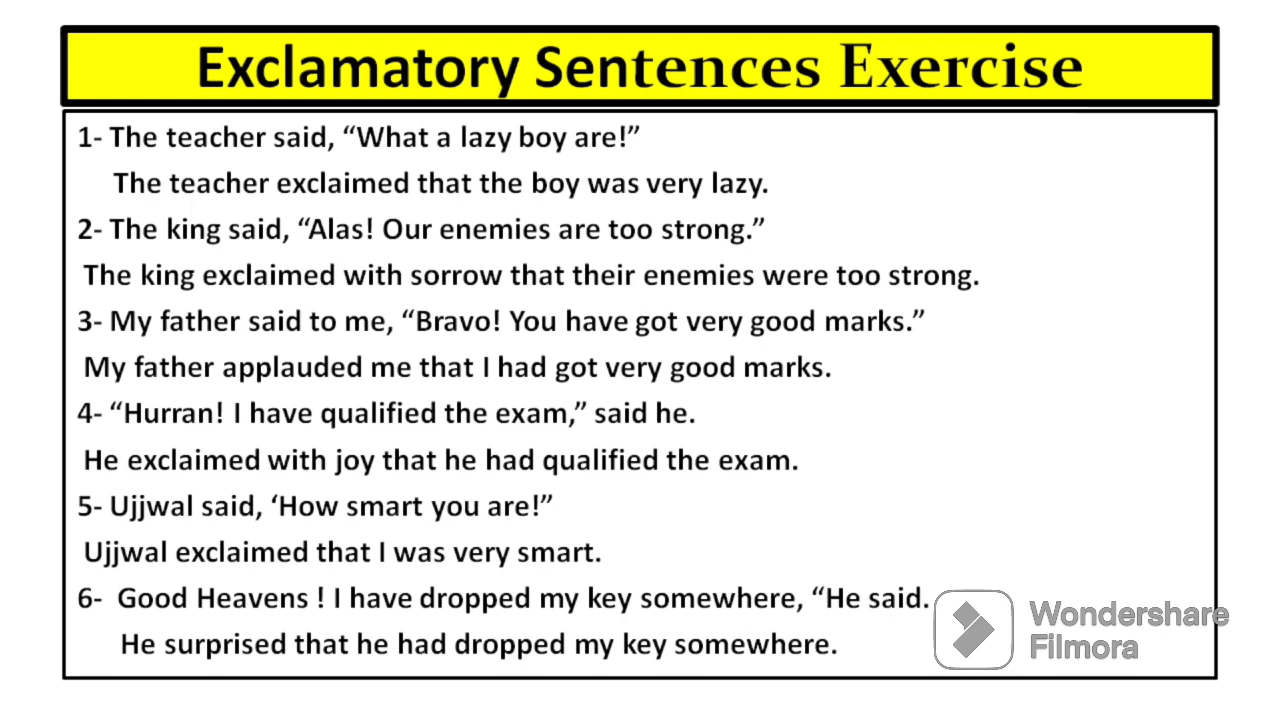 Exclamatory Sentences Exercise
1- The teacher said, “What a lazy boy are!”
The teacher exclaimed that the boy was very lazy.
2- The king said, “Alas! Our enemies are too strong.”
The king exclaimed with sorrow that their enemies were too strong.
3- My father said to me, “Bravo! You have got very good marks.”
My father applauded me that I had got very good marks.
4- “Hurran! I have qualified the exam,” said he.
He exclaimed with joy that he had qualified the exam.
5- Ujjwal said, ‘How smart you are!”
Ujjwal exclaimed that I was very smart.
6- Good Heavens ! I have dropped my key somewhere, “He said.
He surprised that he had dropped my key somewhere.
Wondershare
Filmora